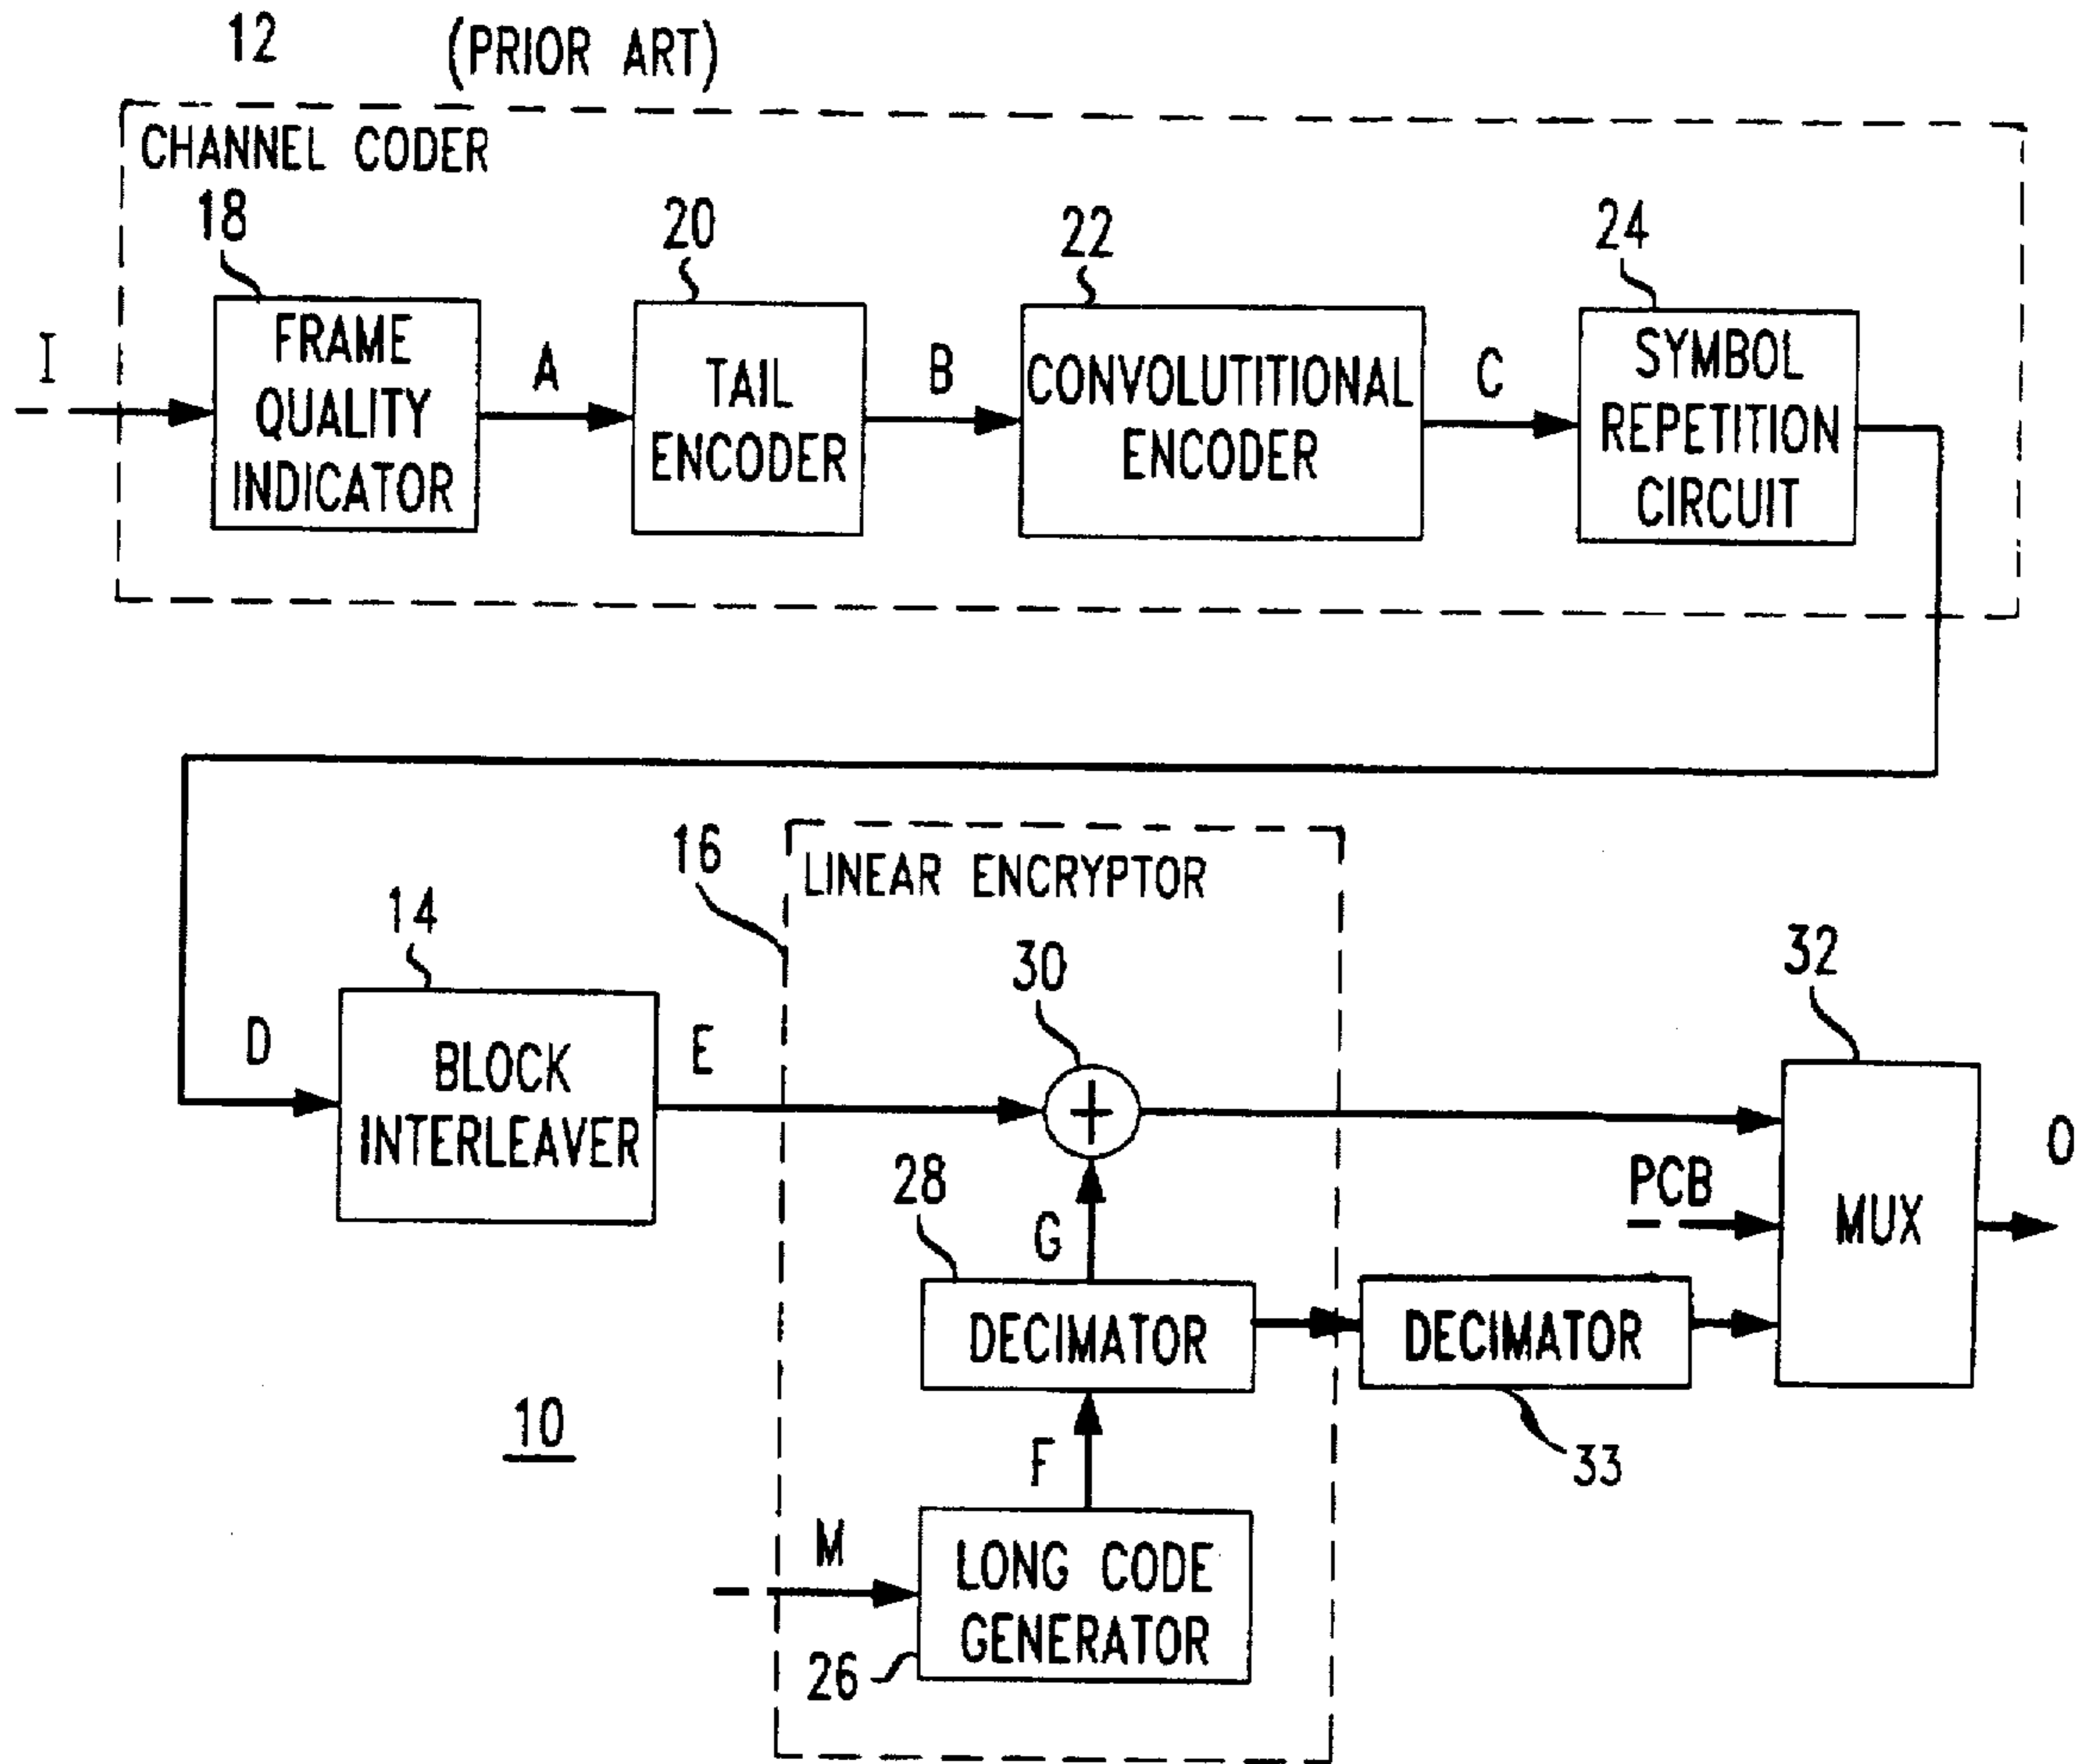 12
(PRIOR ART)
CHANNEL CODER
18
20
22
24
I
FRAME
QUALITY
INDICATOR
A
TAIL
ENCODER
B
CONVOLUTITIONAL
ENCODER
C
SYMBOL
REPETITION
CIRCUIT
16
LINEAR ENCRYPTOR
14
30
32
D
BLOCK
INTERLEAVER
E
+
O
PCB
MUX
28
G
DECIMATOR
DECIMATOR
33
10
F
M
LONG CODE
GENERATOR
26